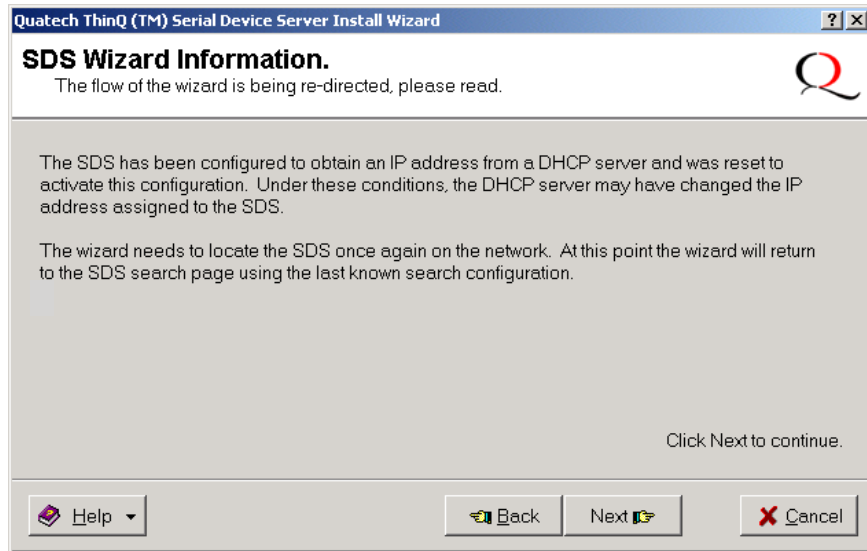 Quatech ThinQ (TM) Serial Device Server Install Wizard
SDS Wizard Information.
The flow of the wizard is being re-directed, please read.
The SDS has been configured to obtain an IP address from a DHCP server and was reset to
activate this configuration. Under these conditions, the DHCP server may have changed the IP
address assigned to the SDS.
The wizard needs to locate the SDS once again on the network. At this point the wizard will return
to the SDS search page using the last known search configuration.
Click Next to continue.
Help
Back
Next
Cancel